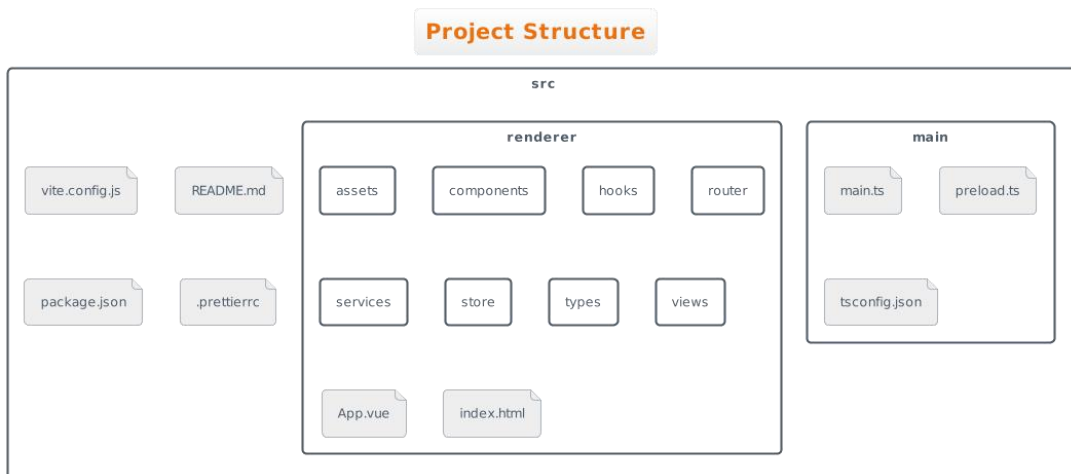 Project Structure
src
renderer
main
vite.config.js
README.md
assets
components
hooks
router
main.ts
preload.ts
package.json
.prettierrc
services
store
types
views
tsconfig.json
App.vue
index.html